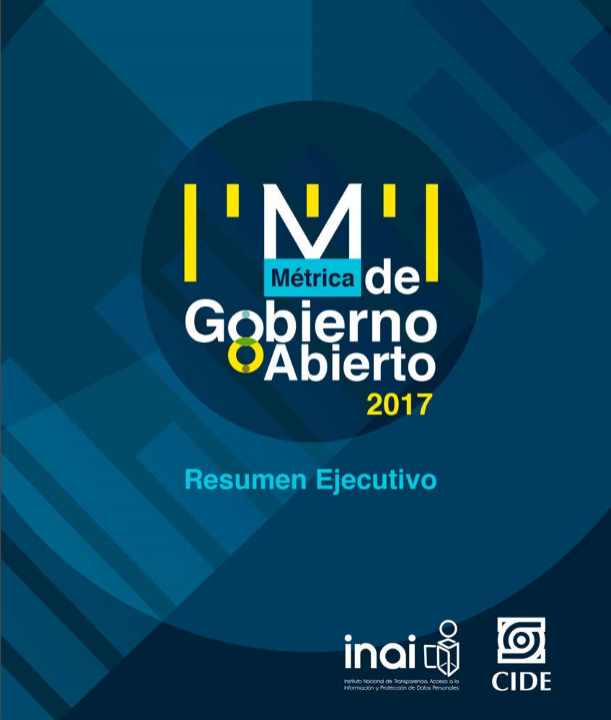 M
Métrica de
Gobierno
Abierto
2017
Resumen Ejecutivo
inai
Instituto Nacional de Transparencia, Acceso a la
Información y Protección de Datos Personales
CIDE